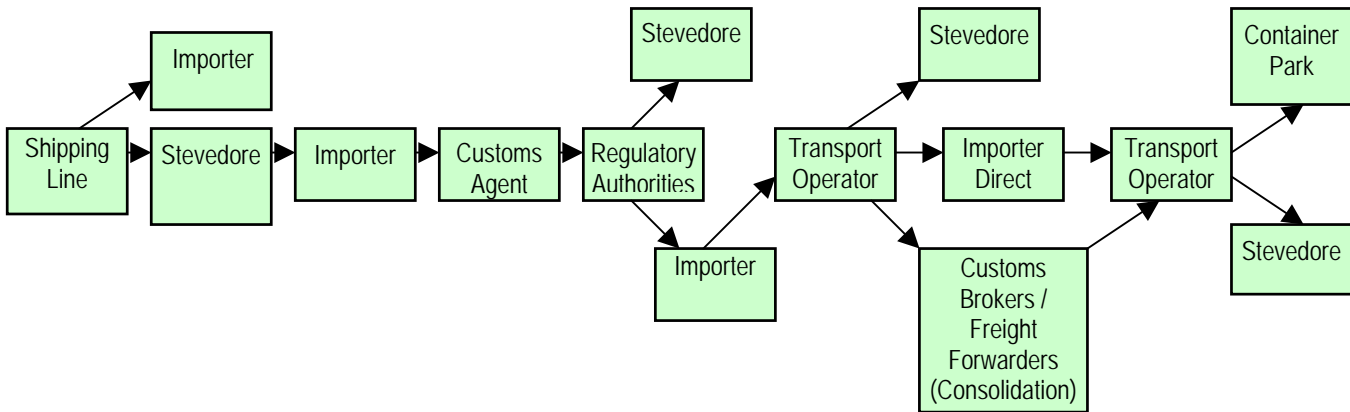 Importer
Shipping
Line
Stevedore
Importer
Customs
Agent
Regulatory
Authorities
Stevedore
Importer
Transport
Operator
Stevedore
Importer
Direct
Customs
Brokers /
Freight
Forwarders
(Consolidation)
Transport
Operator
Container
Park
Stevedore